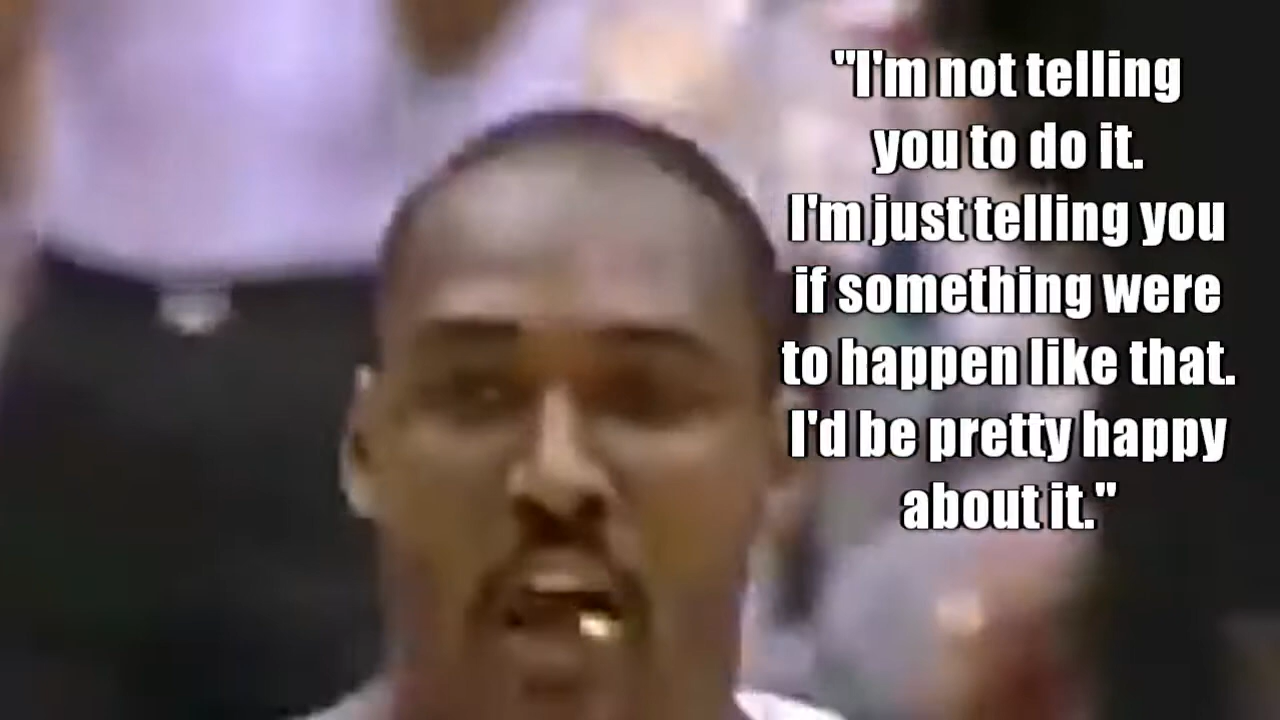 "I'm not telling
you to do it.
I'm just telling you
if something were
to happen like that.
I'd be pretty happy
about it."